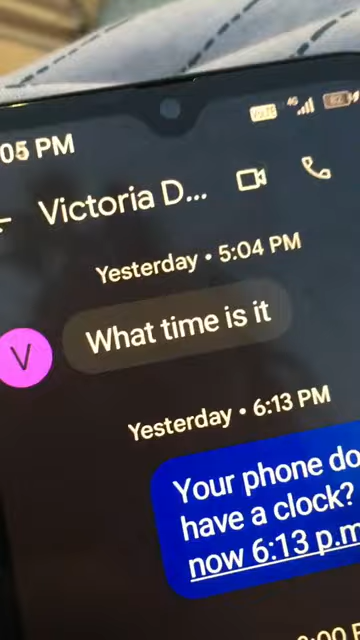 05 PM
Victoria D...
Yesterday • 5:04 PM
V
What time is it
Yesterday • 6:13 PM
Your phone do
have a clock?
now 6:13 p.m
:00 P